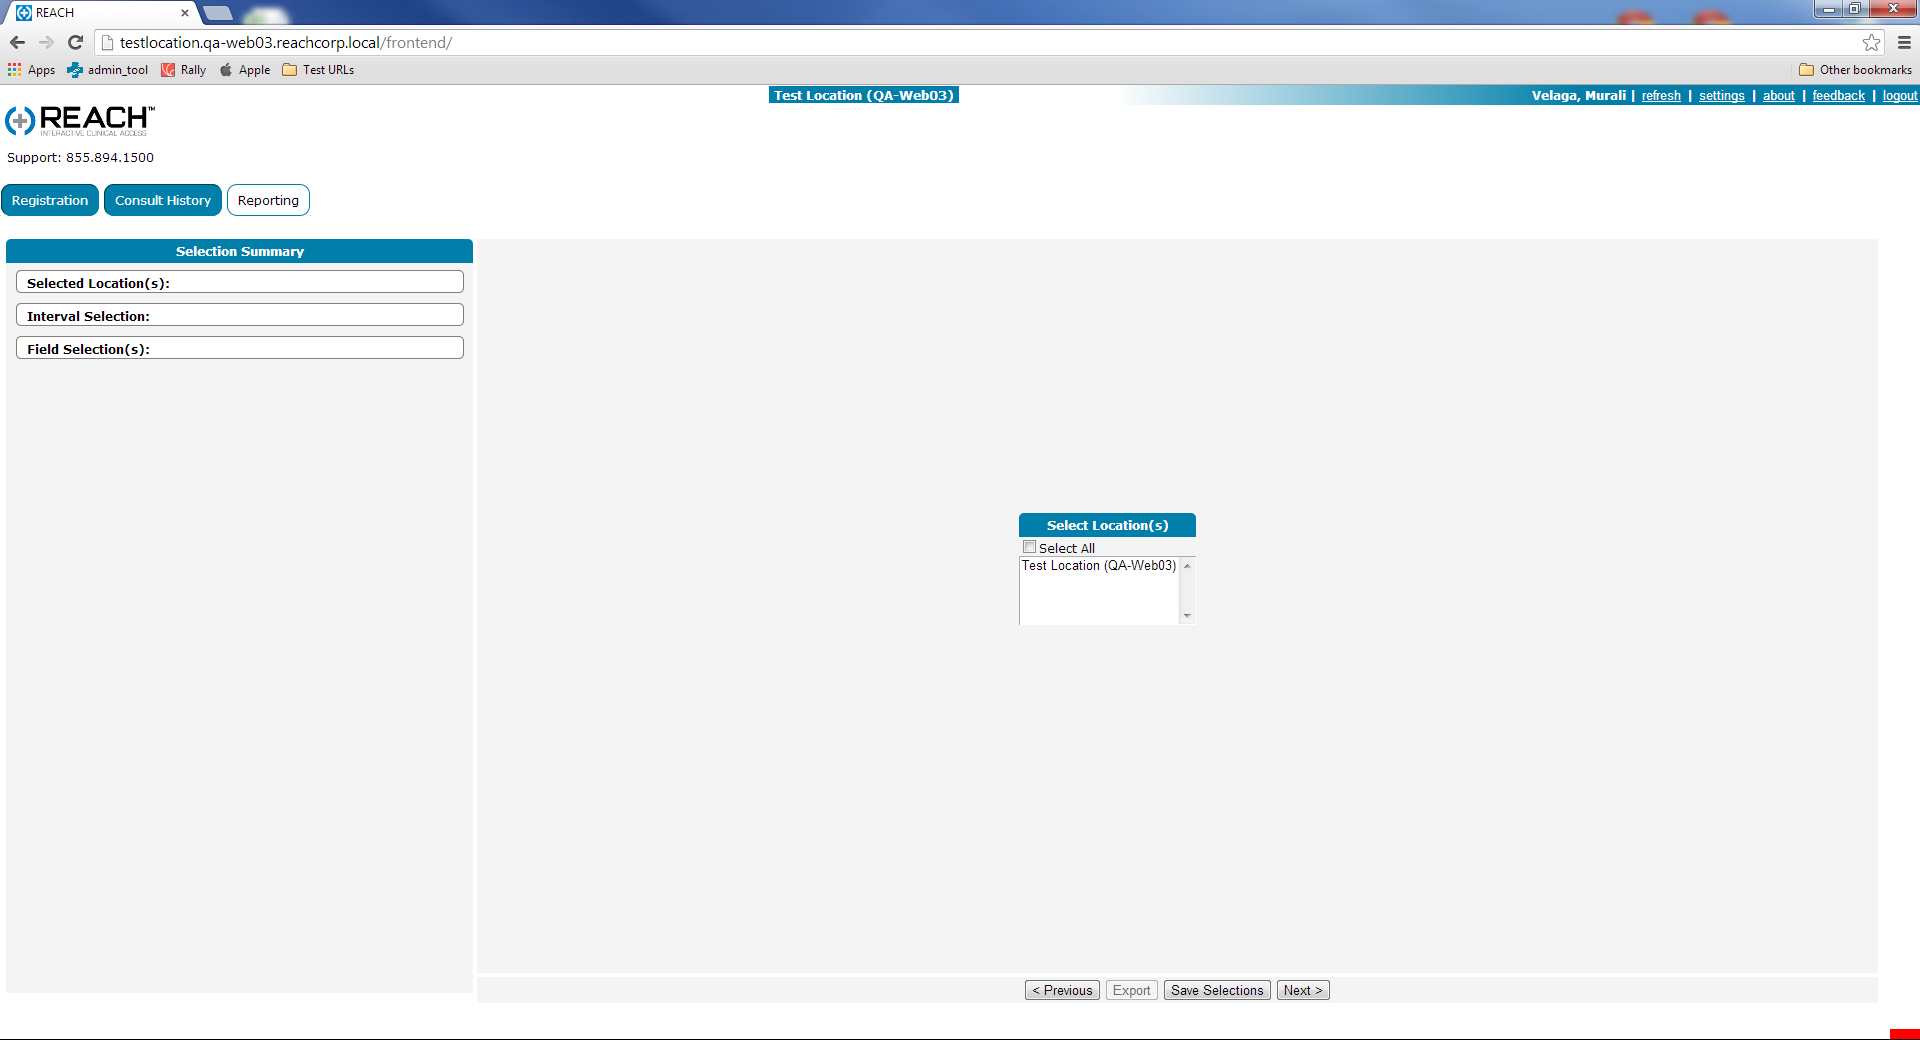 REACH
testlocation.qa-web03.reachcorp.local/frontend/
Apps admin_tool Rally Apple Test URLs Other bookmarks
Test Location (QA-Web03) Velaga, Murali | refresh | settings | about | feedback | logout
REACH™
INTERACTIVE CLINICAL ACCESS
Support: 855.894.1500
Registration Consult History Reporting
Selection Summary
Selected Location(s):
Interval Selection:
Field Selection(s):
Select Location(s)
Select All
Test Location (QA-Web03)
< Previous Export Save Selections Next >